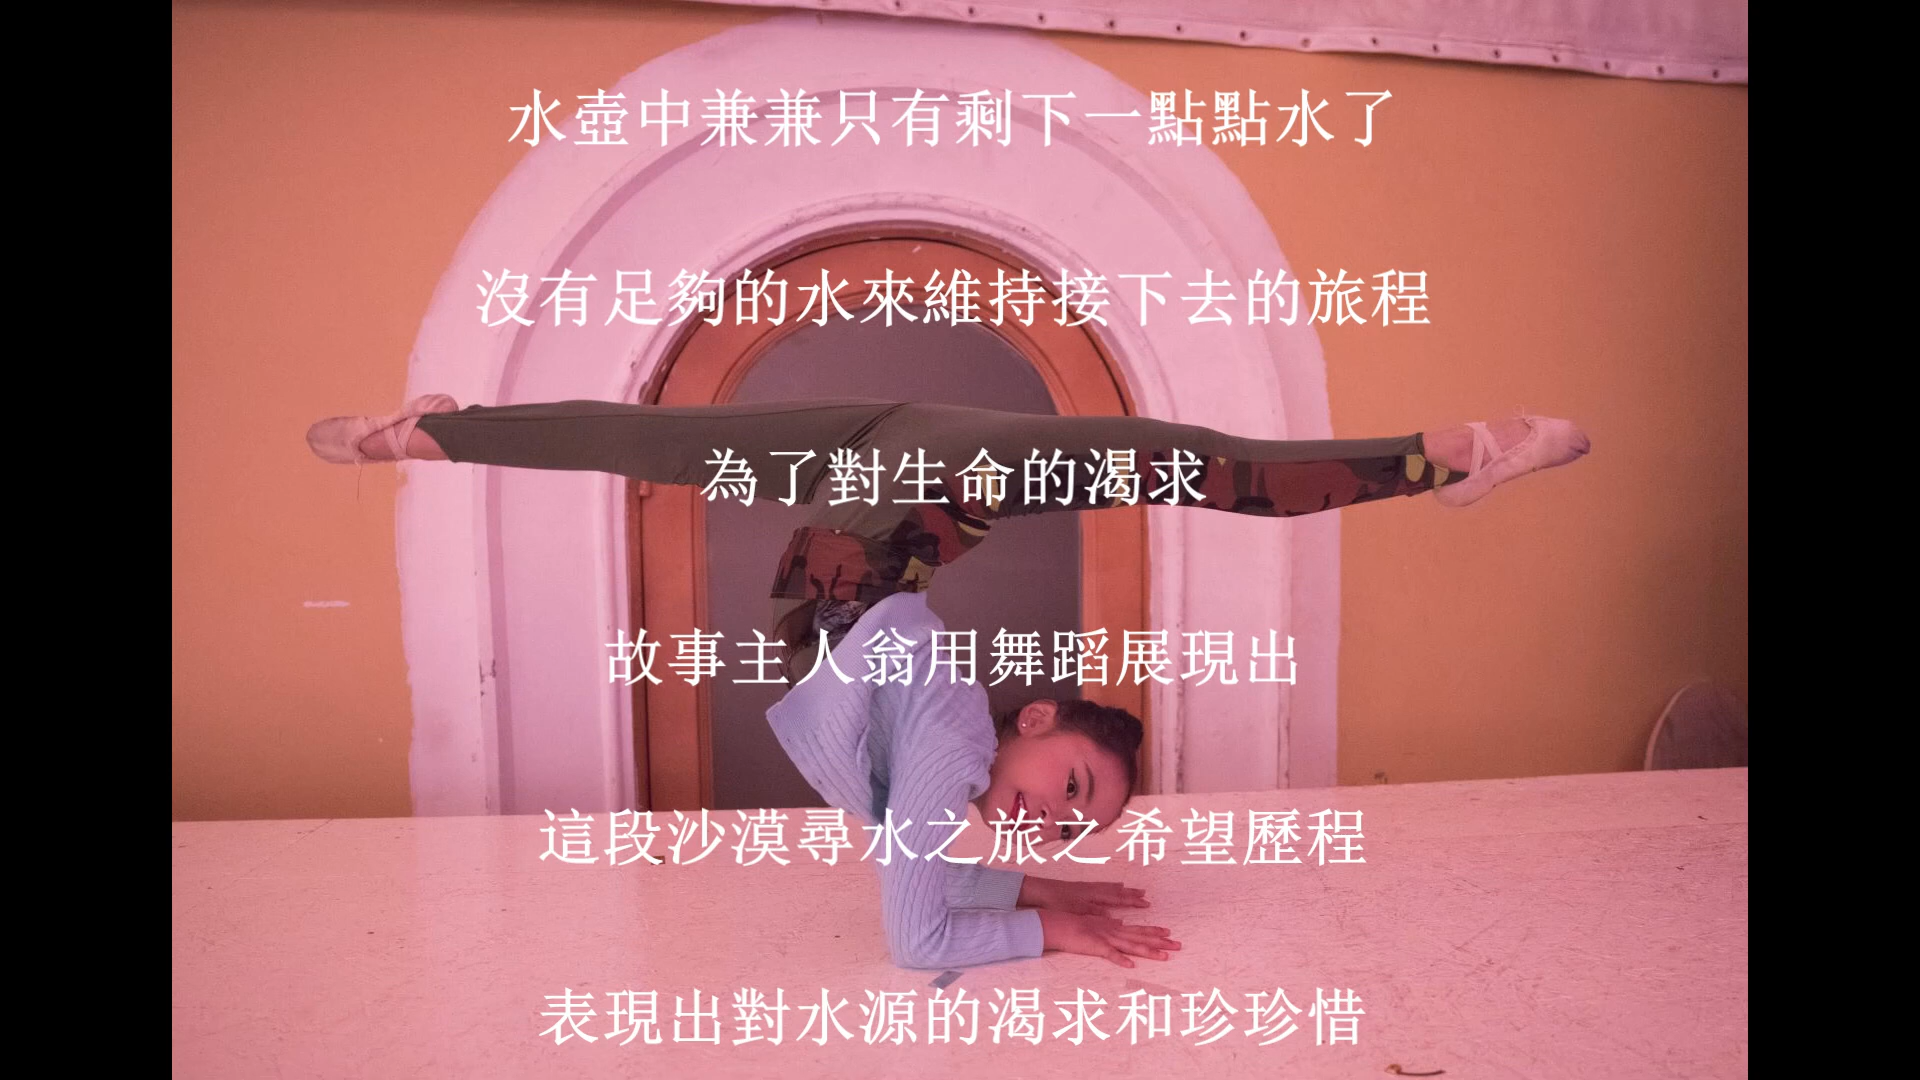 水壺中兼兼只有剩下一點點水了
沒有足夠的水來維持接下去的旅程
為了對生命的渴求
故事主人翁用舞蹈展現出
這段沙漠尋水之旅之希望歷程
表現出對水源的渴求和珍珍惜